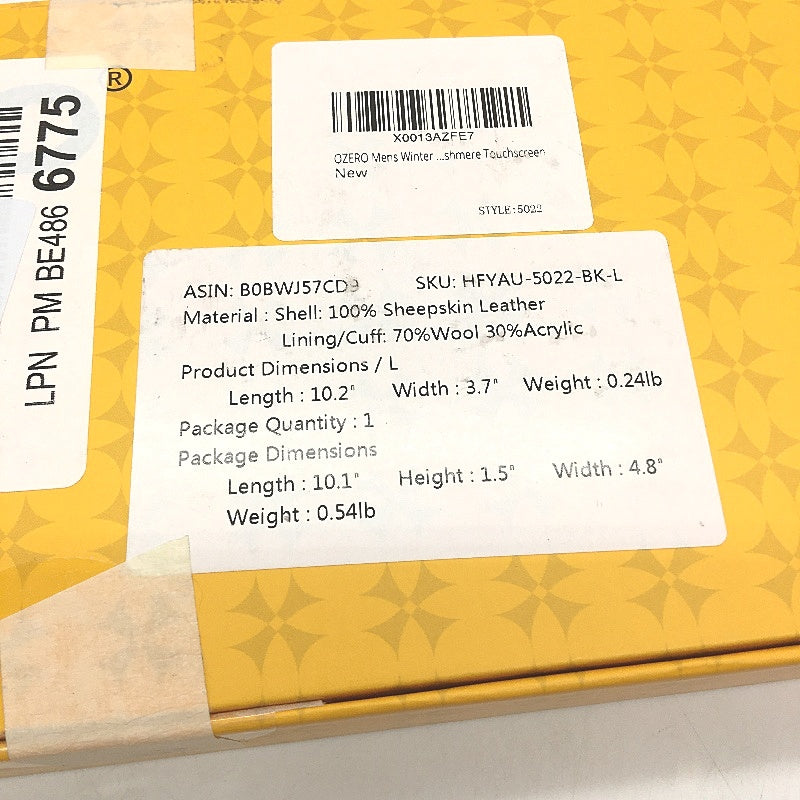 ®
LPN PM BE486 6775
X0013AZFE7
OZERO Mens Winter ...shmere Touchscreen
New
STYLE:5022
ASIN: B0BWJ57CD9 SKU: HFYAU-5022-BK-L
Material : Shell: 100% Sheepskin Leather
Lining/Cuff: 70%Wool 30%Acrylic
Product Dimensions / L
Length : 10.2" Width : 3.7" Weight : 0.24lb
Package Quantity : 1
Package Dimensions
Length : 10.1" Height : 1.5" Width : 4.8"
Weight : 0.54lb